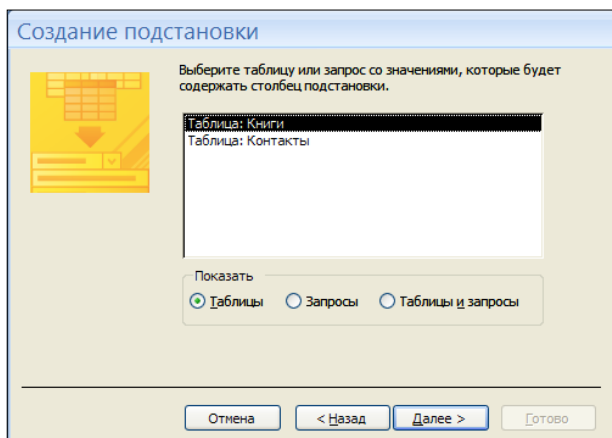 Создание подстановки
Выберите таблицу или запрос со значениями, которые будет
содержать столбец подстановки.
Таблица: Книги
Таблица: Контакты
Показать
Таблицы Запросы Таблицы и запросы
Отмена < Назад Далее > Готово